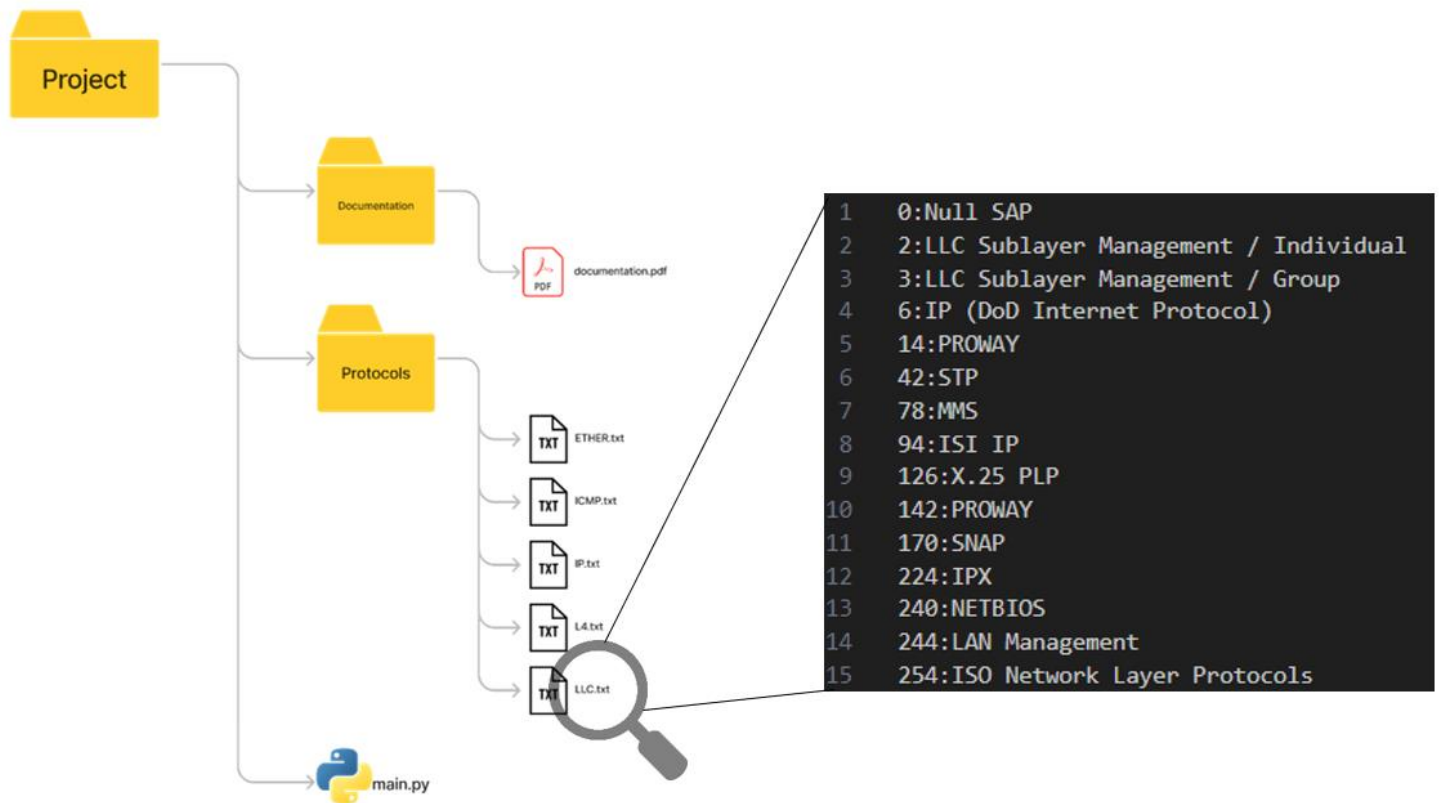 Project
Documentation
PDF
documentation.pdf
Protocols
TXT
ETHER.txt
TXT
ICMP.txt
TXT
IP.txt
TXT
L4.txt
TXT
LLC.txt
main.py
1 0:Null SAP
2 2:LLC Sublayer Management / Individual
3 3:LLC Sublayer Management / Group
4 6:IP (DoD Internet Protocol)
5 14:PROWAY
6 42:STP
7 78:MMS
8 94:ISI IP
9 126:X.25 PLP
10 142:PROWAY
11 170:SNAP
12 224:IPX
13 240:NETBIOS
14 244:LAN Management
15 254:ISO Network Layer Protocols